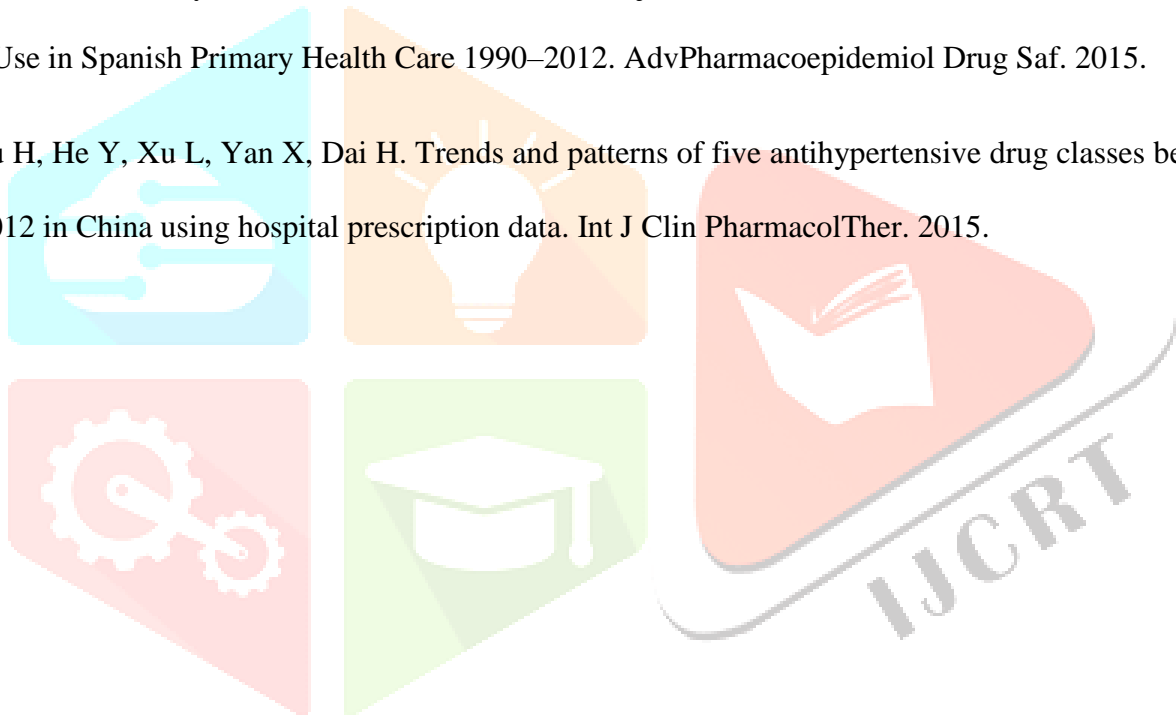 Use in Spanish Primary Health Care 1990–2012. AdvPharmacoepidemiol Drug Saf. 2015.
H, He Y, Xu L, Yan X, Dai H. Trends and patterns of five antihypertensive drug classes be
012 in China using hospital prescription data. Int J Clin PharmacolTher. 2015.
IJCRT